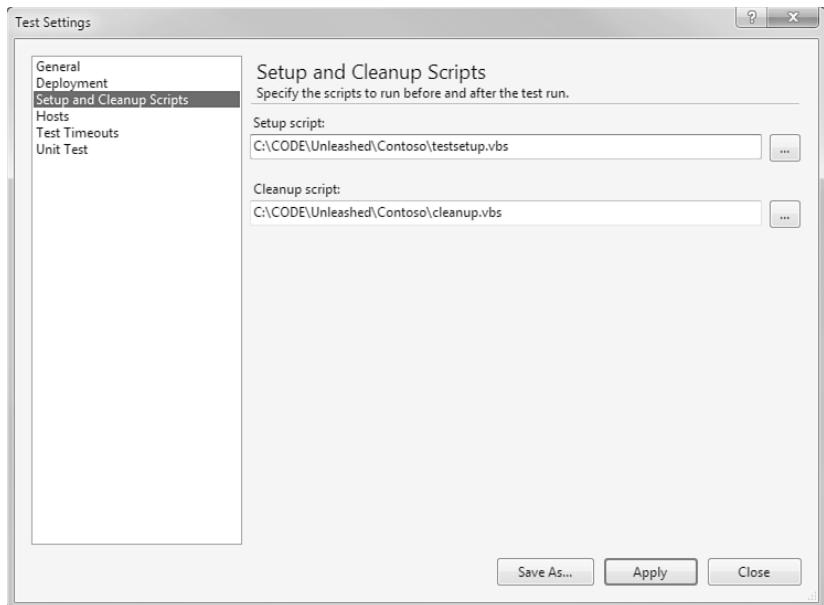 Test Settings
General
Deployment
Setup and Cleanup Scripts
Hosts
Test Timeouts
Unit Test
Setup and Cleanup Scripts
Specify the scripts to run before and after the test run.
Setup script:
C:\CODE\Unleashed\Contoso\testsetup.vbs
...
Cleanup script:
C:\CODE\Unleashed\Contoso\cleanup.vbs
...
Save As... Apply Close